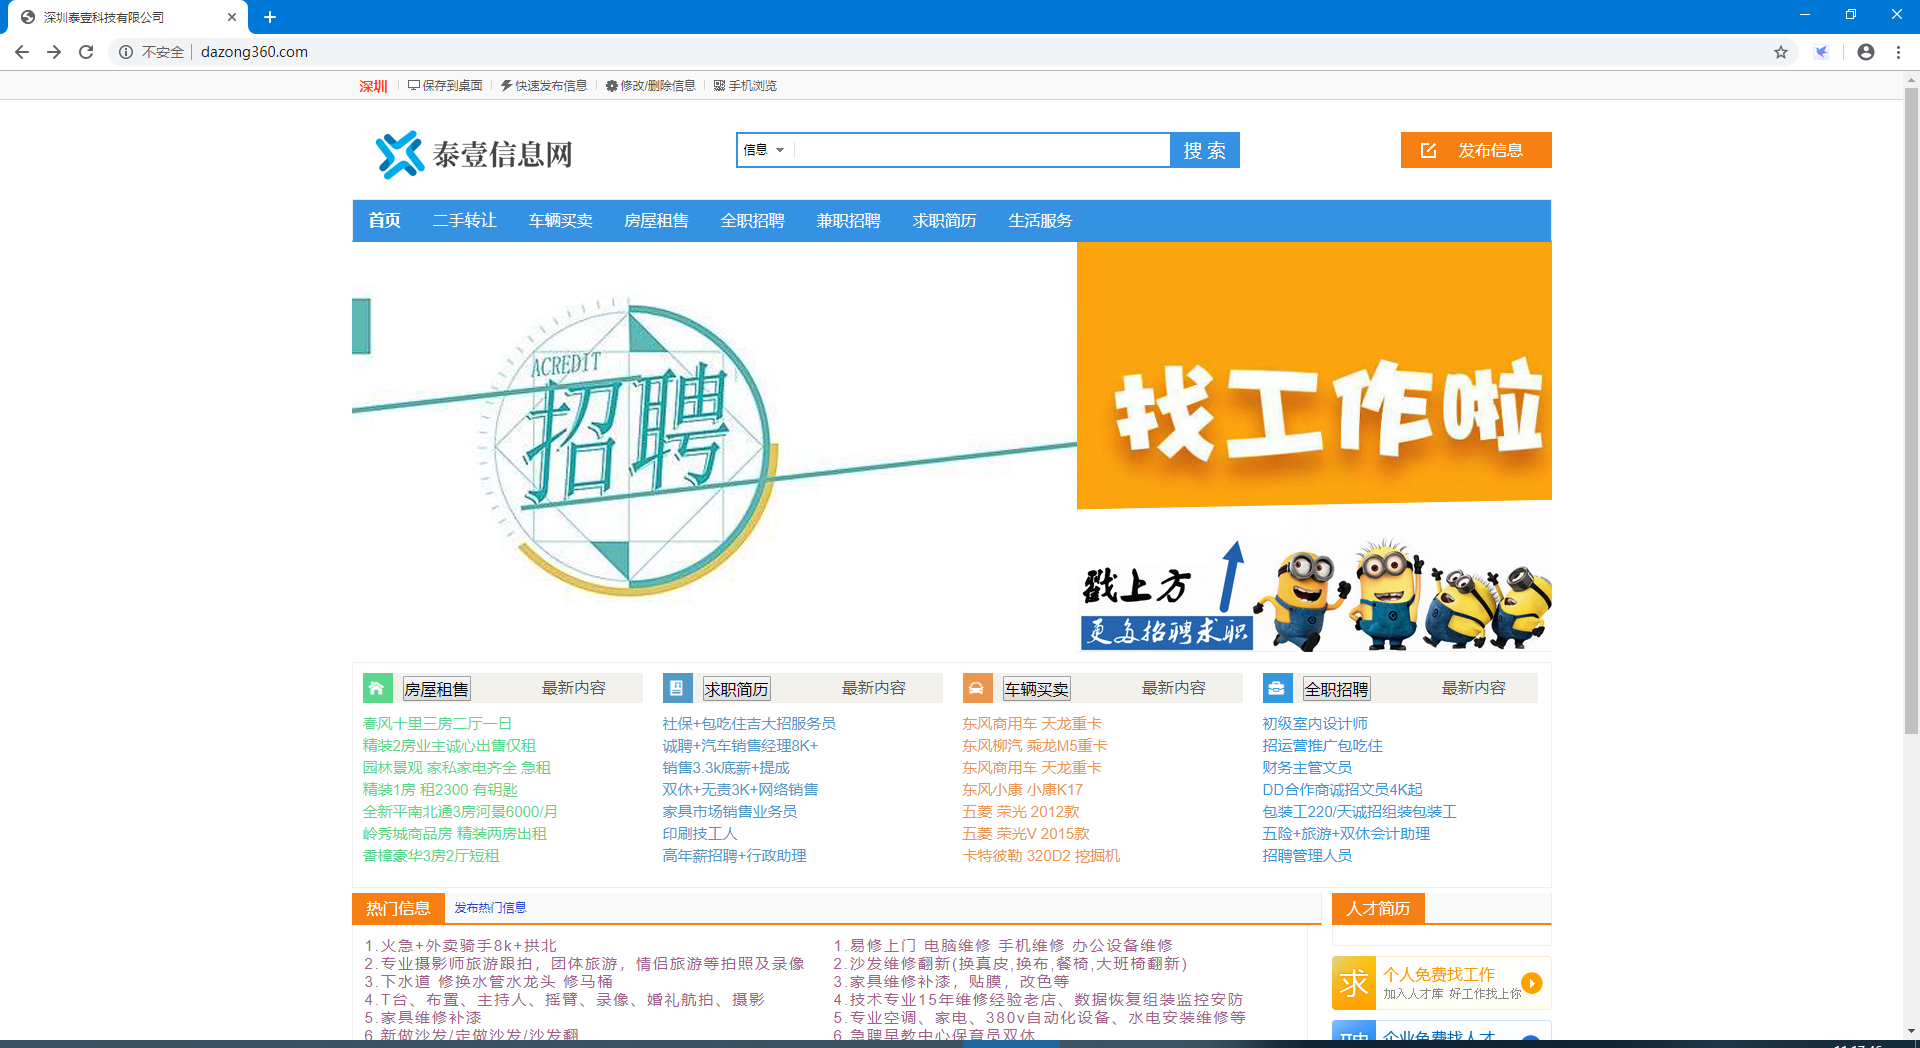 深圳泰壹科技有限公司
不安全 dazong360.com
深圳 保存到桌面 快速发布信息 修改/删除信息 手机浏览
泰壹信息网
信息 搜 索
发布信息
首页 二手转让 车辆买卖 房屋租售 全职招聘 兼职招聘 求职简历 生活服务
ACREDIT
招聘
找工作啦
戳上方
更多招聘求职
房屋租售 最新内容
春风十里三房二厅一日
精装2房业主诚心出售仅租
园林景观 家私家电齐全 急租
精装1房 租2300 有钥匙
全新平南北通3房河景6000/月
岭秀城商品房 精装两房出租
香樟豪华3房2厅短租
求职简历 最新内容
社保+包吃住吉大招服务员
诚聘+汽车销售经理8K+
销售3.3k底薪+提成
双休+无责3K+网络销售
家具市场销售业务员
印刷技工人
高年薪招聘+行政助理
车辆买卖 最新内容
东风商用车 天龙重卡
东风柳汽 乘龙M5重卡
东风商用车 天龙重卡
东风小康 小康K17
五菱 荣光 2012款
五菱 荣光V 2015款
卡特彼勒 320D2 挖掘机
全职招聘 最新内容
初级室内设计师
招运营推广包吃住
财务主管文员
DD合作商诚招文员4K起
包装工220/天诚招组装包装工
五险+旅游+双休会计助理
招聘管理人员
热门信息 发布热门信息
1.火急+外卖骑手8k+拱北
2.专业摄影师旅游跟拍，团体旅游，情侣旅游等拍照及录像
3.下水道 修换水管水龙头 修马桶
4.T台、布置、主持人、摇臂、录像、婚礼航拍、摄影
5.家具维修补漆
6.新做沙发/定做沙发/沙发翻
1.易修上门 电脑维修 手机维修 办公设备维修
2.沙发维修翻新(换真皮,换布,餐椅,大班椅翻新)
3.家具维修补漆，贴膜，改色等
4.技术专业15年维修经验老店、数据恢复组装监控安防
5.专业空调、家电、380v自动化设备、水电安装维修等
6.急聘早教中心保育员双休
人才简历
求 个人免费找工作
加入人才库 好工作找上你
聘 企业免费找人才